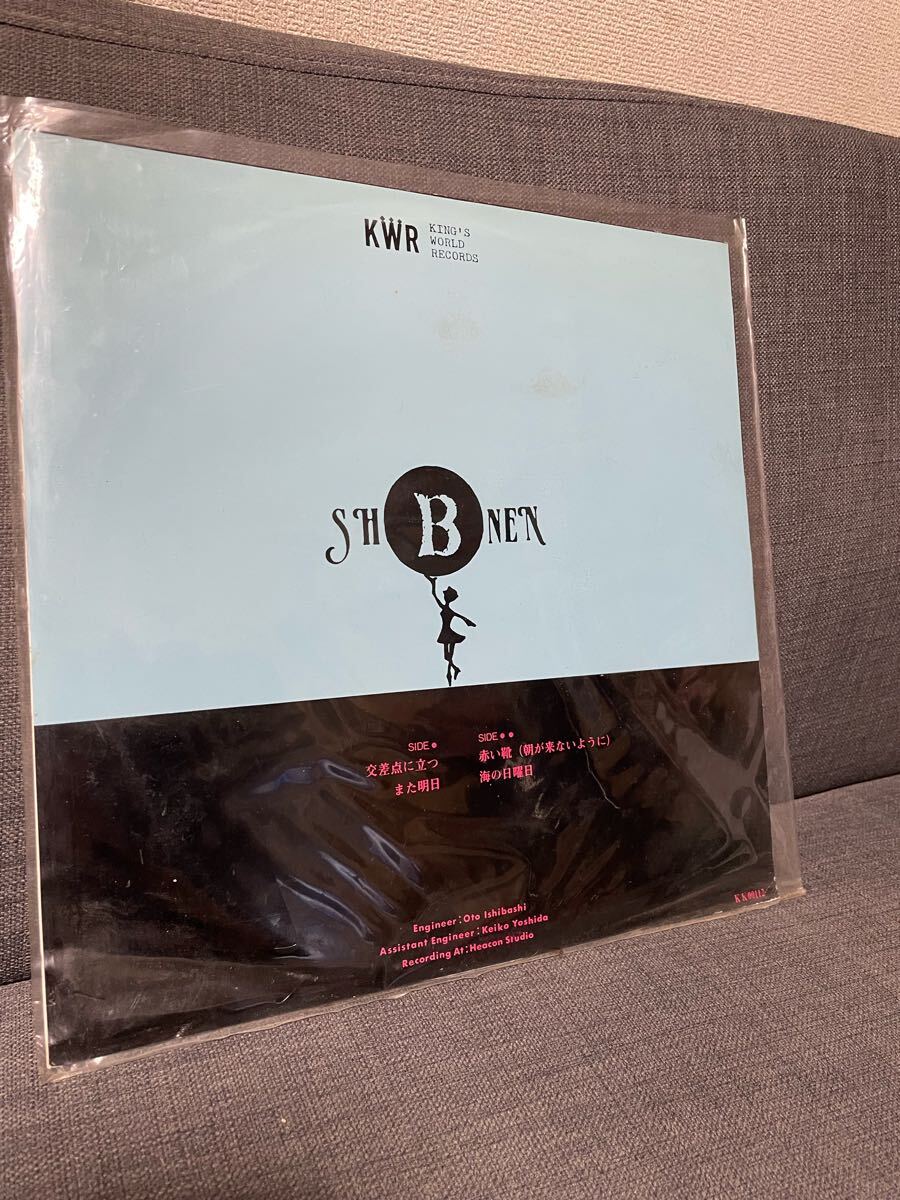 KWR
KING'S
WORLD
RECORDS
SHBNEN
SIDE●
交差点に立つ
また明日
SIDE●●
赤い靴（朝が来ないように）
海の日曜日
KK00112
Engineer:Oto Ishibashi
Assistant Engineer:Keiko Yoshida
Recording At:Heacon Studio